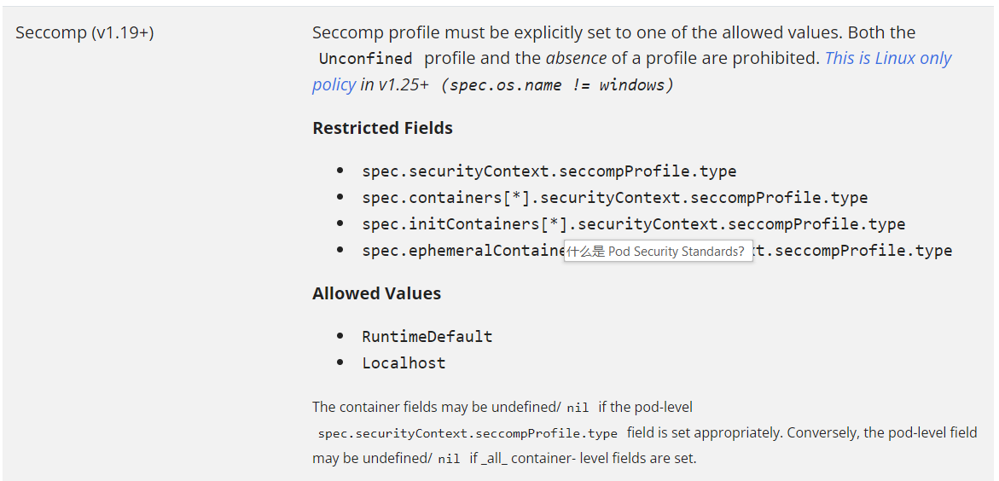 Seccomp (v1.19+)
Seccomp profile must be explicitly set to one of the allowed values. Both the
Unconfined profile and the absence of a profile are prohibited. This is Linux only
policy in v1.25+ (spec.os.name != windows)
Restricted Fields
• spec.securityContext.seccompProfile.type
• spec.containers[*].securityContext.seccompProfile.type
• spec.initContainers[*].securityContext.seccompProfile.type
• spec.ephemeralContaine
什么是 Pod Security Standards?
t.seccompProfile.type
Allowed Values
• RuntimeDefault
• Localhost
The container fields may be undefined/ nil if the pod-level
spec.securityContext.seccompProfile.type field is set appropriately. Conversely, the pod-level field
may be undefined/ nil if _all_ container- level fields are set.